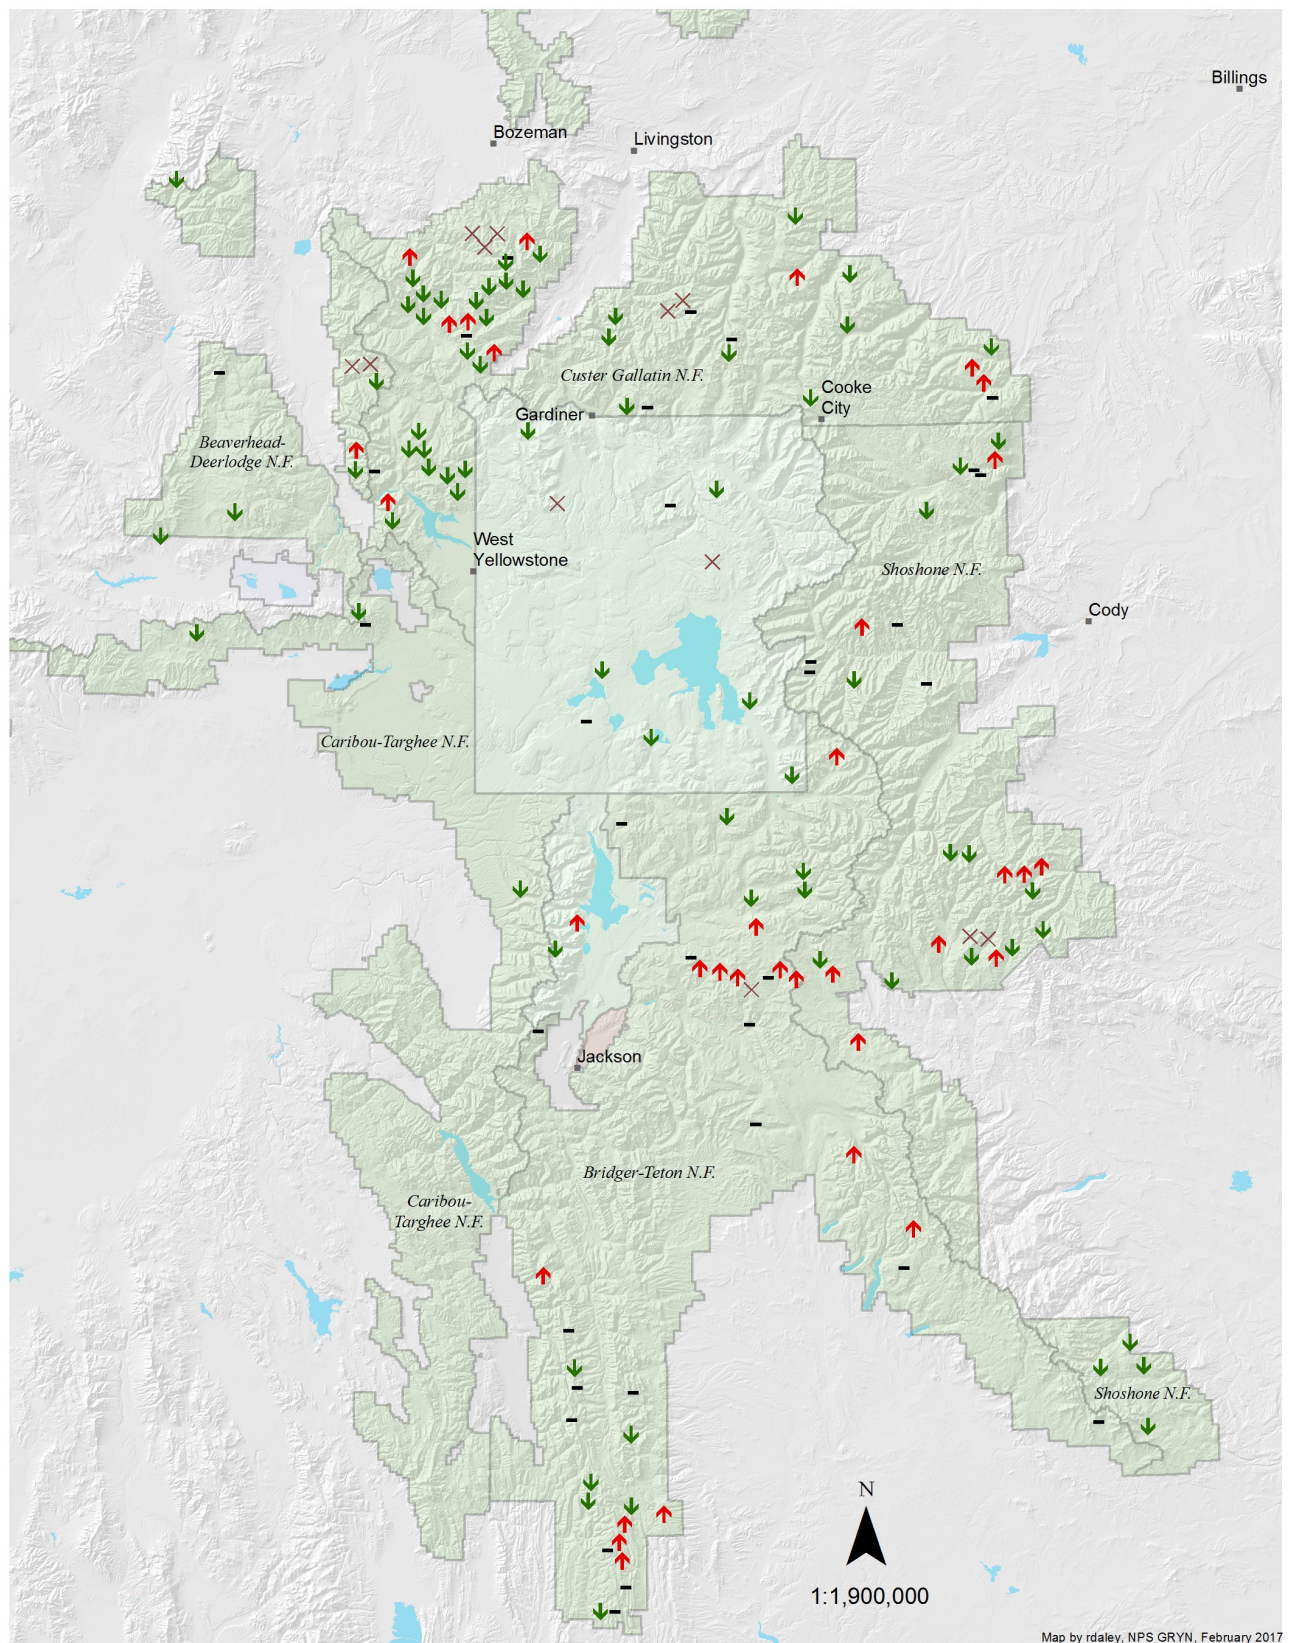 Billings
Bozeman
Livingston
Custer Gallatin N.F.
Cooke
City
Gardiner
Beaverhead-
Deerlodge N.F.
West
Yellowstone
Shoshone N.F.
Cody
Caribou-Targhee N.F.
Jackson
Bridger-Teton N.F.
Caribou-
Targhee N.F.
Shoshone N.F.
N
1:1,900,000
Map by rdaley, NPS GRYN, February 2017